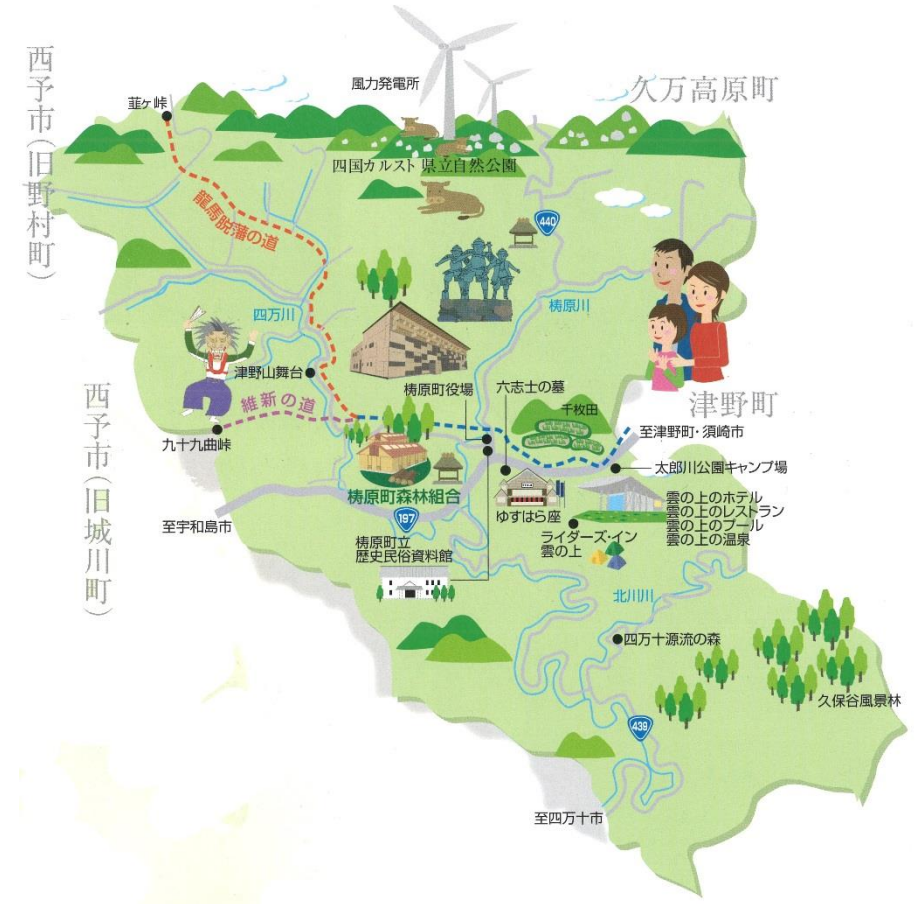 風力発電所
久万高原町
西予市（旧野村町）
韮ヶ峠
四国カルスト 県立自然公園
440
龍馬脱藩の道
四万川
梼原川
津野山舞台
梼原町役場
六志士の墓
千枚田
津野町
西予市（旧城川町）
維新の道
九十九曲峠
至津野町・須崎市
太郎川公園キャンプ場
梼原町森林組合
ゆすはら座
雲の上のホテル
雲の上のレストラン
雲の上のプール
雲の上の温泉
至宇和島市
197
ライダーズ・イン
雲の上
梼原町立
歴史民俗資料館
北川川
四万十源流の森
久保谷風景林
439
至四万十市